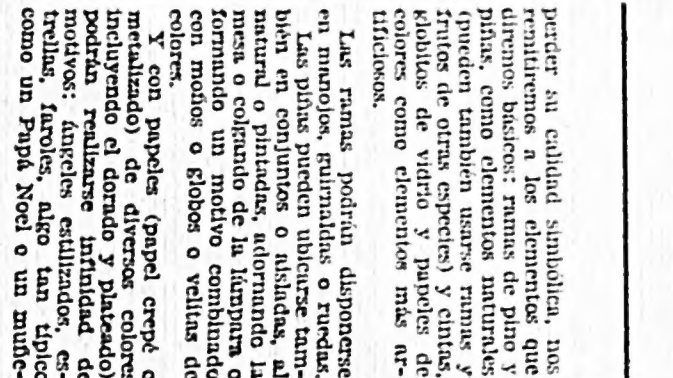 perder su calidad simbólica, nos
remitiremos a los elementos que
diremos básicos: ramas de pino y
piñas, como elementos naturales
(pueden también usarse ramas y
frutos de otras especies) y cintas,
globitos de vidrio y papeles de
colores como elementos más ar-
tificiosos.
Las ramas podrán disponerse
en manojos, guirnaldas o ruedas.
Las piñas pueden ubicarse tam-
bién en conjuntos o aisladas, al
natural o pintadas, adornando la
mesa o colgando de la lámpara o
formando un motivo combinado
con moños o globos o velitas de
colores.
Y con papeles (papel crepé o
metalizado) de diversos colores
incluyendo el dorado y plateado)
podrán realizarse infinidad de
motivos: ángeles estilizados, es-
trellas, faroles, algo tan típico
como un Papá Noel o un muñe-